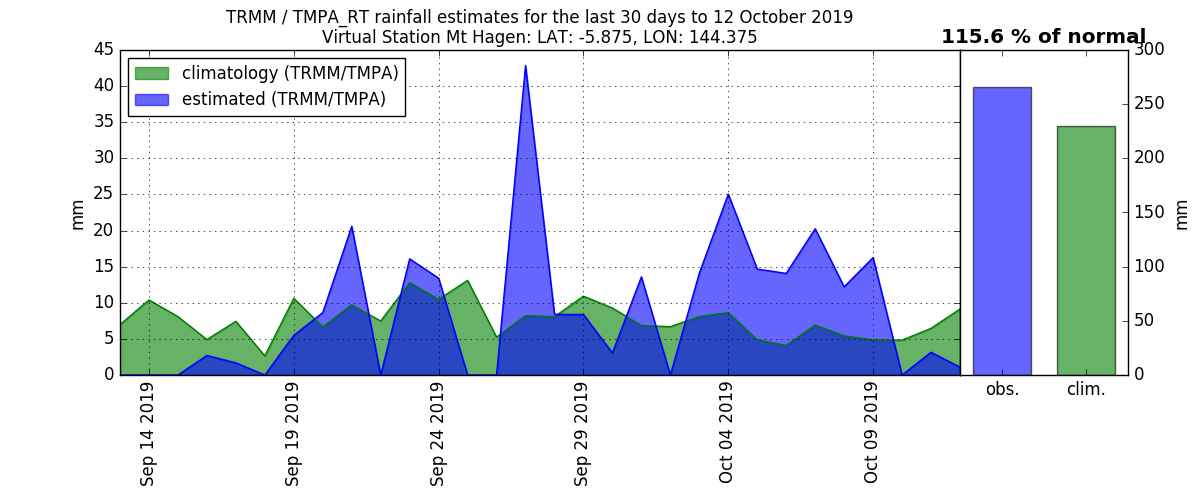 TRMM / TMPA_RT rainfall estimates for the last 30 days to 12 October 2019
Virtual Station Mt Hagen: LAT: -5.875, LON: 144.375
115.6 % of normal
climatology (TRMM/TMPA)
estimated (TRMM/TMPA)
mm
45
40
35
30
25
20
15
10
5
0
Sep 14 2019
Sep 19 2019
Sep 24 2019
Sep 29 2019
Oct 04 2019
Oct 09 2019
obs.
clim.
300
250
200
150
100
50
0
mm